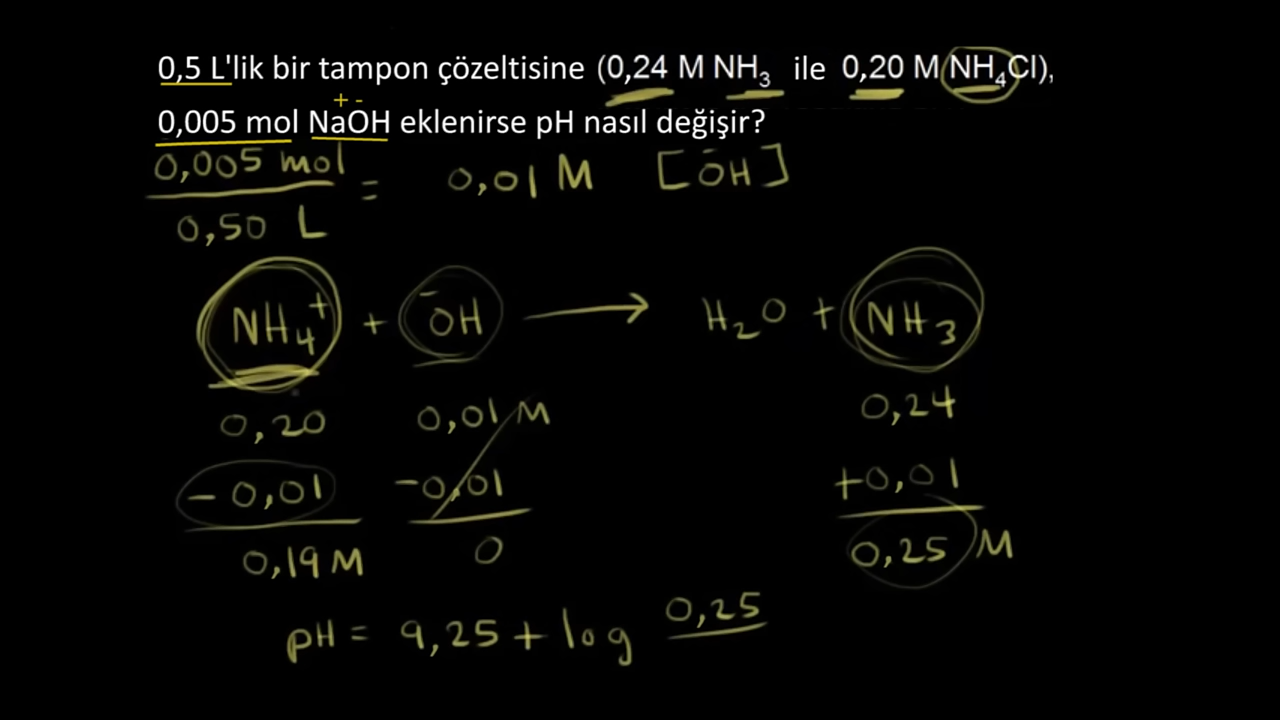 0,5 L'lik bir tampon çözeltisine (0,24 M NH₃ ile 0,20 M NH₄Cl),
+ -
0,005 mol NaOH eklenirse pH nasıl değişir?
0,005 mol
= 0,01 M [ŌH]
0,50 L
NH₄⁺ + ⁻OH → H₂O + NH₃
0,20 0,01 M 0,24
- 0,01 -0,01 +0,01
0,19 M 0 0,25 M
0,25
pH = 9,25 + log